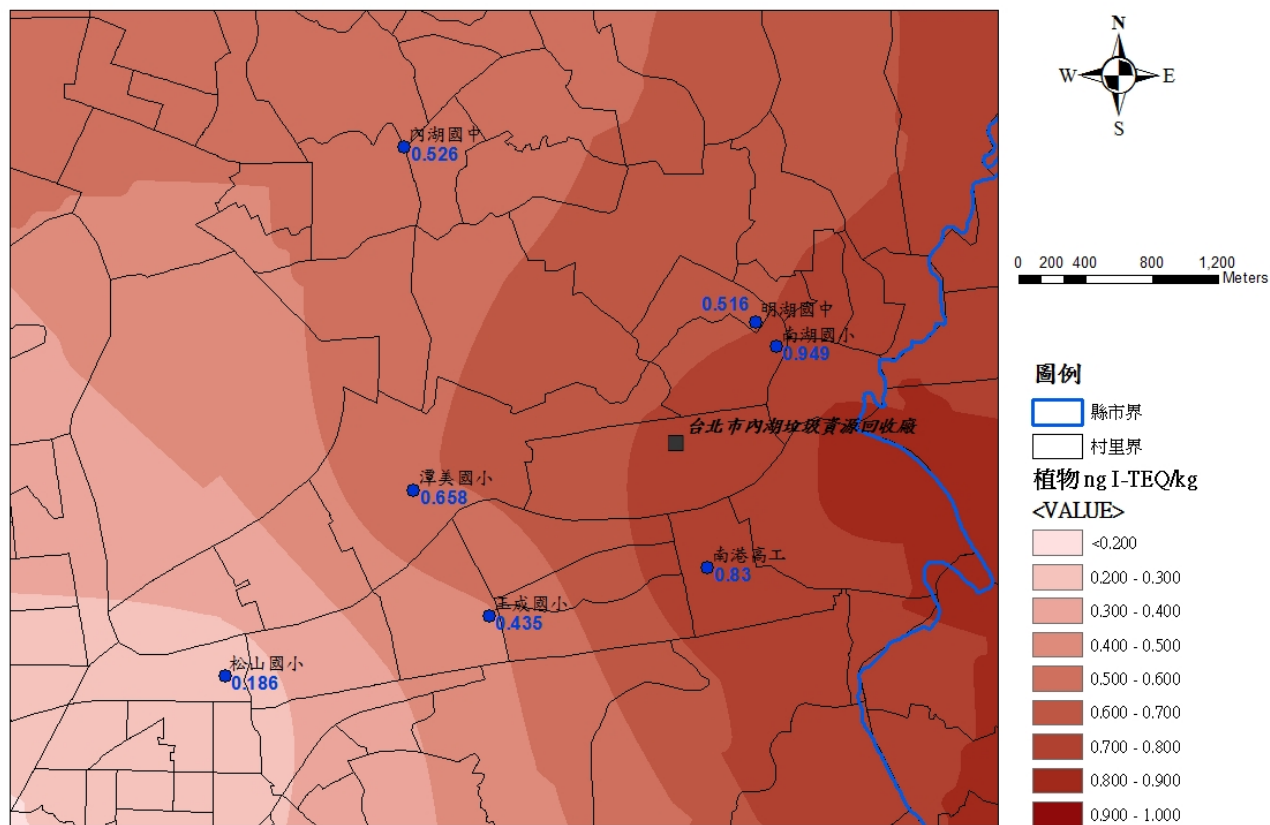 N
W E
S
0 200 400 800 1,200
Meters
內湖國中
0.526
0.516
明湖國中
南湖國小
0.949
台北市內湖垃圾資源回收廠
潭美國小
0.658
南港高工
0.83
玉成國小
0.435
松山國小
0.186
圖例
縣市界
村里界
植物 ng I-TEQ/kg
<VALUE>
<0.200
0.200 - 0.300
0.300 - 0.400
0.400 - 0.500
0.500 - 0.600
0.600 - 0.700
0.700 - 0.800
0.800 - 0.900
0.900 - 1.000